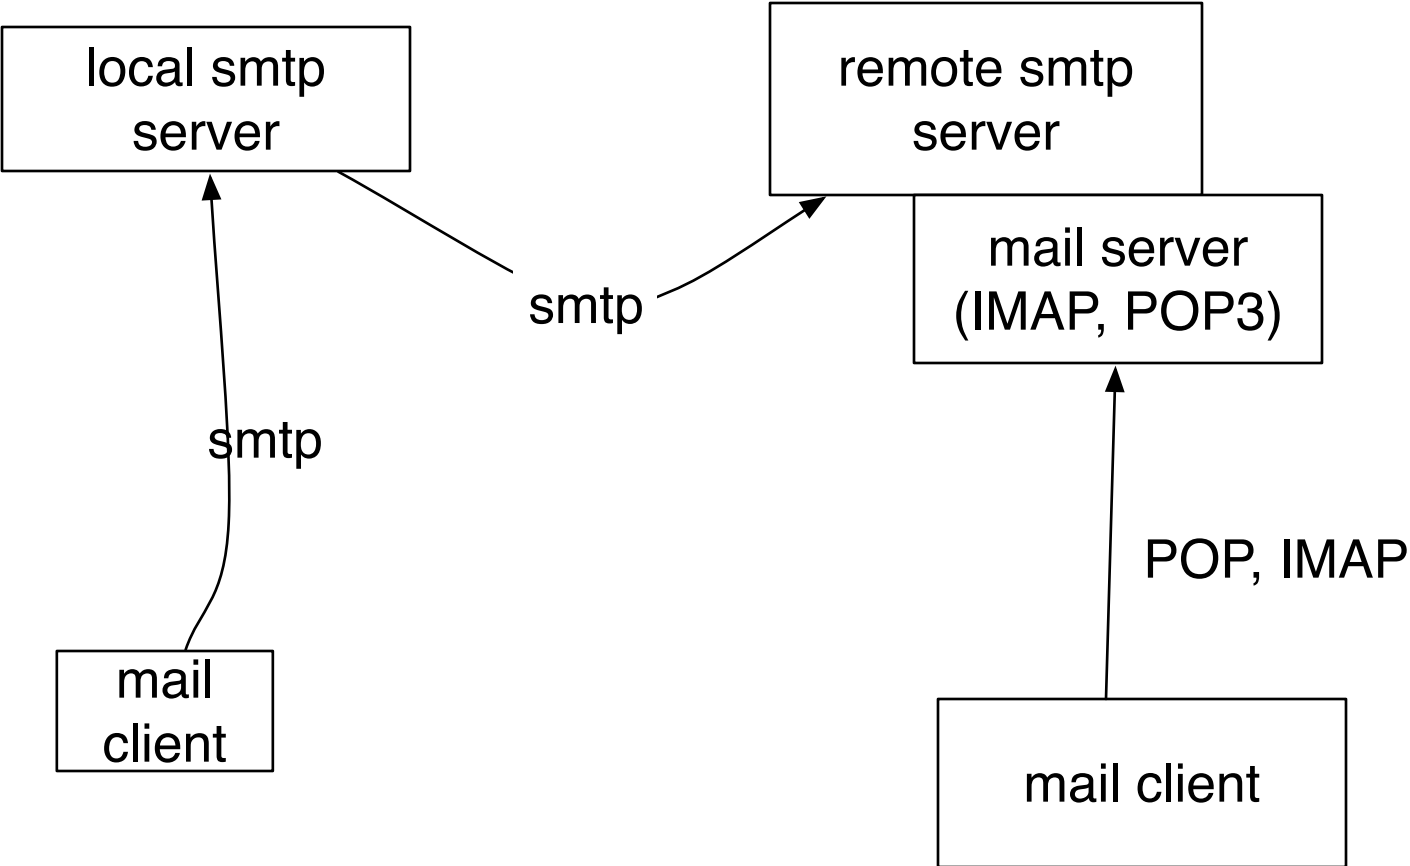 local smtp
server
remote smtp
server
mail server
(IMAP, POP3)
smtp
smtp
POP, IMAP
mail
client
mail client